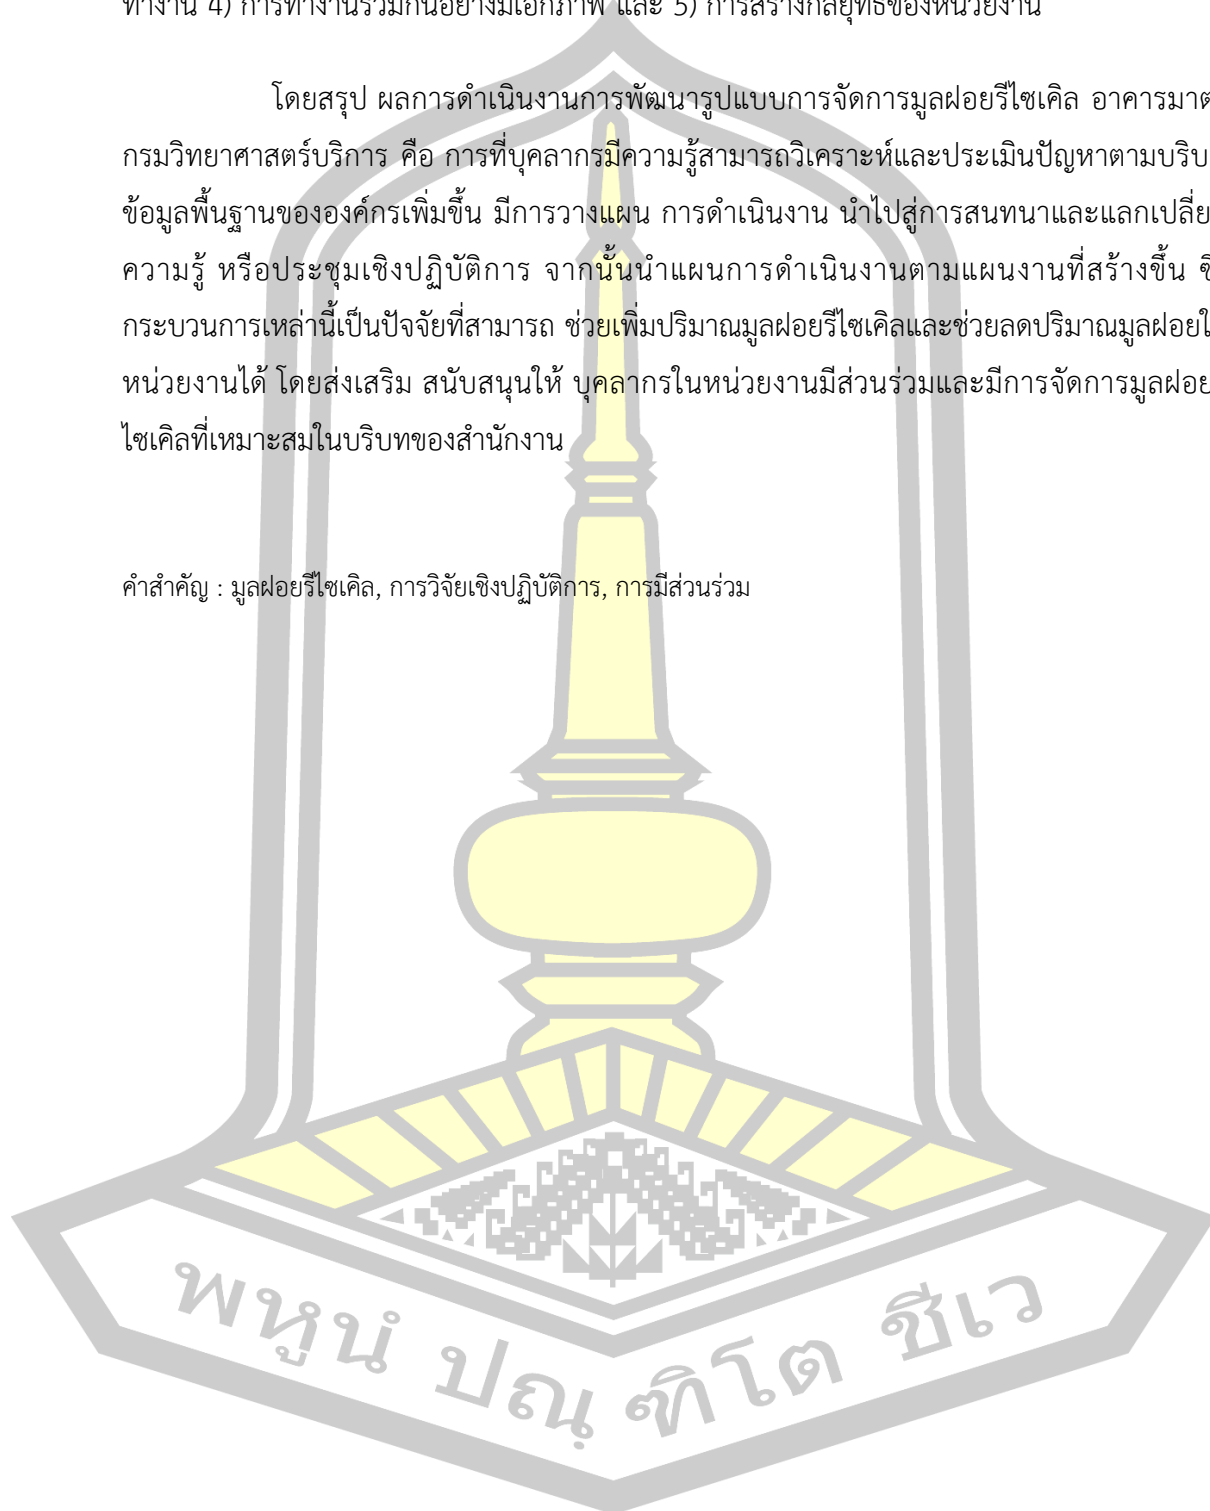 ทำงาน 4) การทำงานร่วมกันอย่างมีเอกภาพ และ 5) การสร้างกลยุทธ์ของหน่วยงาน
โดยสรุป ผลการดำเนินงานการพัฒนารูปแบบการจัดการมูลฝอยรีไซเคิล อาคารมาต
กรมวิทยาศาสตร์บริการ คือ การที่บุคลากรมีความรู้สามารถวิเคราะห์และประเมินปัญหาตามบริบ
ข้อมูลพื้นฐานขององค์กรเพิ่มขึ้น มีการวางแผน การดำเนินงาน นำไปสู่การสนทนาและแลกเปลี่ย
ความรู้ หรือประชุมเชิงปฏิบัติการ จากนั้นนำแผนการดำเนินงานตามแผนงานที่สร้างขึ้น ซึ
กระบวนการเหล่านี้เป็นปัจจัยที่สามารถ ช่วยเพิ่มปริมาณมูลฝอยรีไซเคิลและช่วยลดปริมาณมูลฝอยใ
หน่วยงานได้ โดยส่งเสริม สนับสนุนให้ บุคลากรในหน่วยงานมีส่วนร่วมและมีการจัดการมูลฝอย
ไซเคิลที่เหมาะสมในบริบทของสำนักงาน
คำสำคัญ : มูลฝอยรีไซเคิล, การวิจัยเชิงปฏิบัติการ, การมีส่วนร่วม
พหูนํ ปณฺ ฑิโต ชีเว